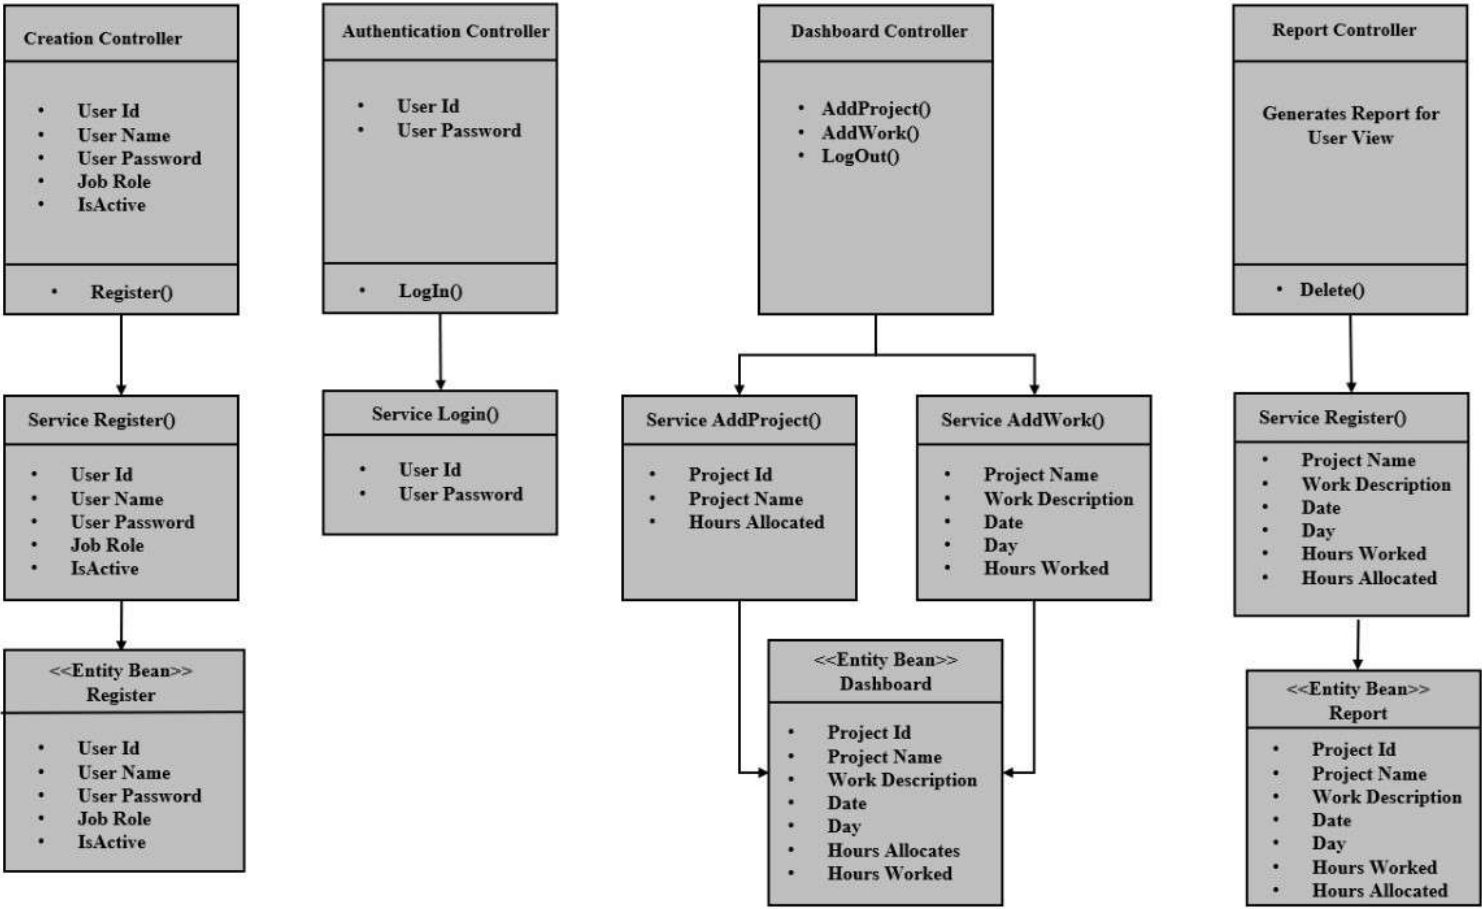 Creation Controller
• User Id
• User Name
• User Password
• Job Role
• IsActive
• Register()
Service Register()
• User Id
• User Name
• User Password
• Job Role
• IsActive
<<Entity Bean>>
Register
• User Id
• User Name
• User Password
• Job Role
• IsActive
Authentication Controller
• User Id
• User Password
• LogIn()
Service Login()
• User Id
• User Password
Dashboard Controller
• AddProject()
• AddWork()
• LogOut()
Service AddProject()
• Project Id
• Project Name
• Hours Allocated
Service AddWork()
• Project Name
• Work Description
• Date
• Day
• Hours Worked
<<Entity Bean>>
Dashboard
• Project Id
• Project Name
• Work Description
• Date
• Day
• Hours Allocates
• Hours Worked
Report Controller
Generates Report for
User View
• Delete()
Service Register()
• Project Name
• Work Description
• Date
• Day
• Hours Worked
• Hours Allocated
<<Entity Bean>>
Report
• Project Id
• Project Name
• Work Description
• Date
• Day
• Hours Worked
• Hours Allocated